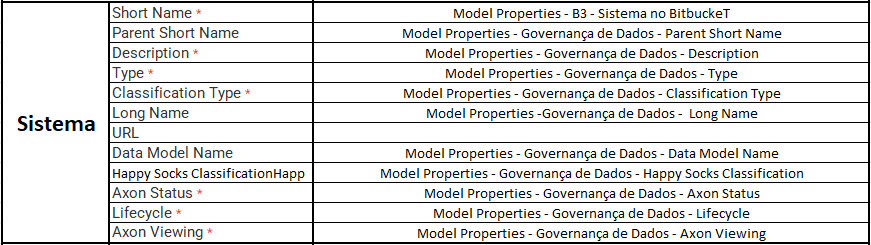 Short Name * Model Properties - B3 - Sistema no BitbuckeT
Parent Short Name Model Properties - Governança de Dados - Parent Short Name
Description * Model Properties - Governança de Dados - Description
Type * Model Properties - Governança de Dados - Type
Classification Type * Model Properties - Governança de Dados - Classification Type
Long Name Model Properties -Governança de Dados - Long Name
Sistema
URL
Data Model Name Model Properties - Governança de Dados - Data Model Name
Happy Socks ClassificationHapp Model Properties - Governança de Dados - Happy Socks Classification
Axon Status * Model Properties - Governança de Dados - Axon Status
Lifecycle * Model Properties - Governança de Dados - Lifecycle
Axon Viewing * Model Properties - Governança de Dados - Axon Viewing